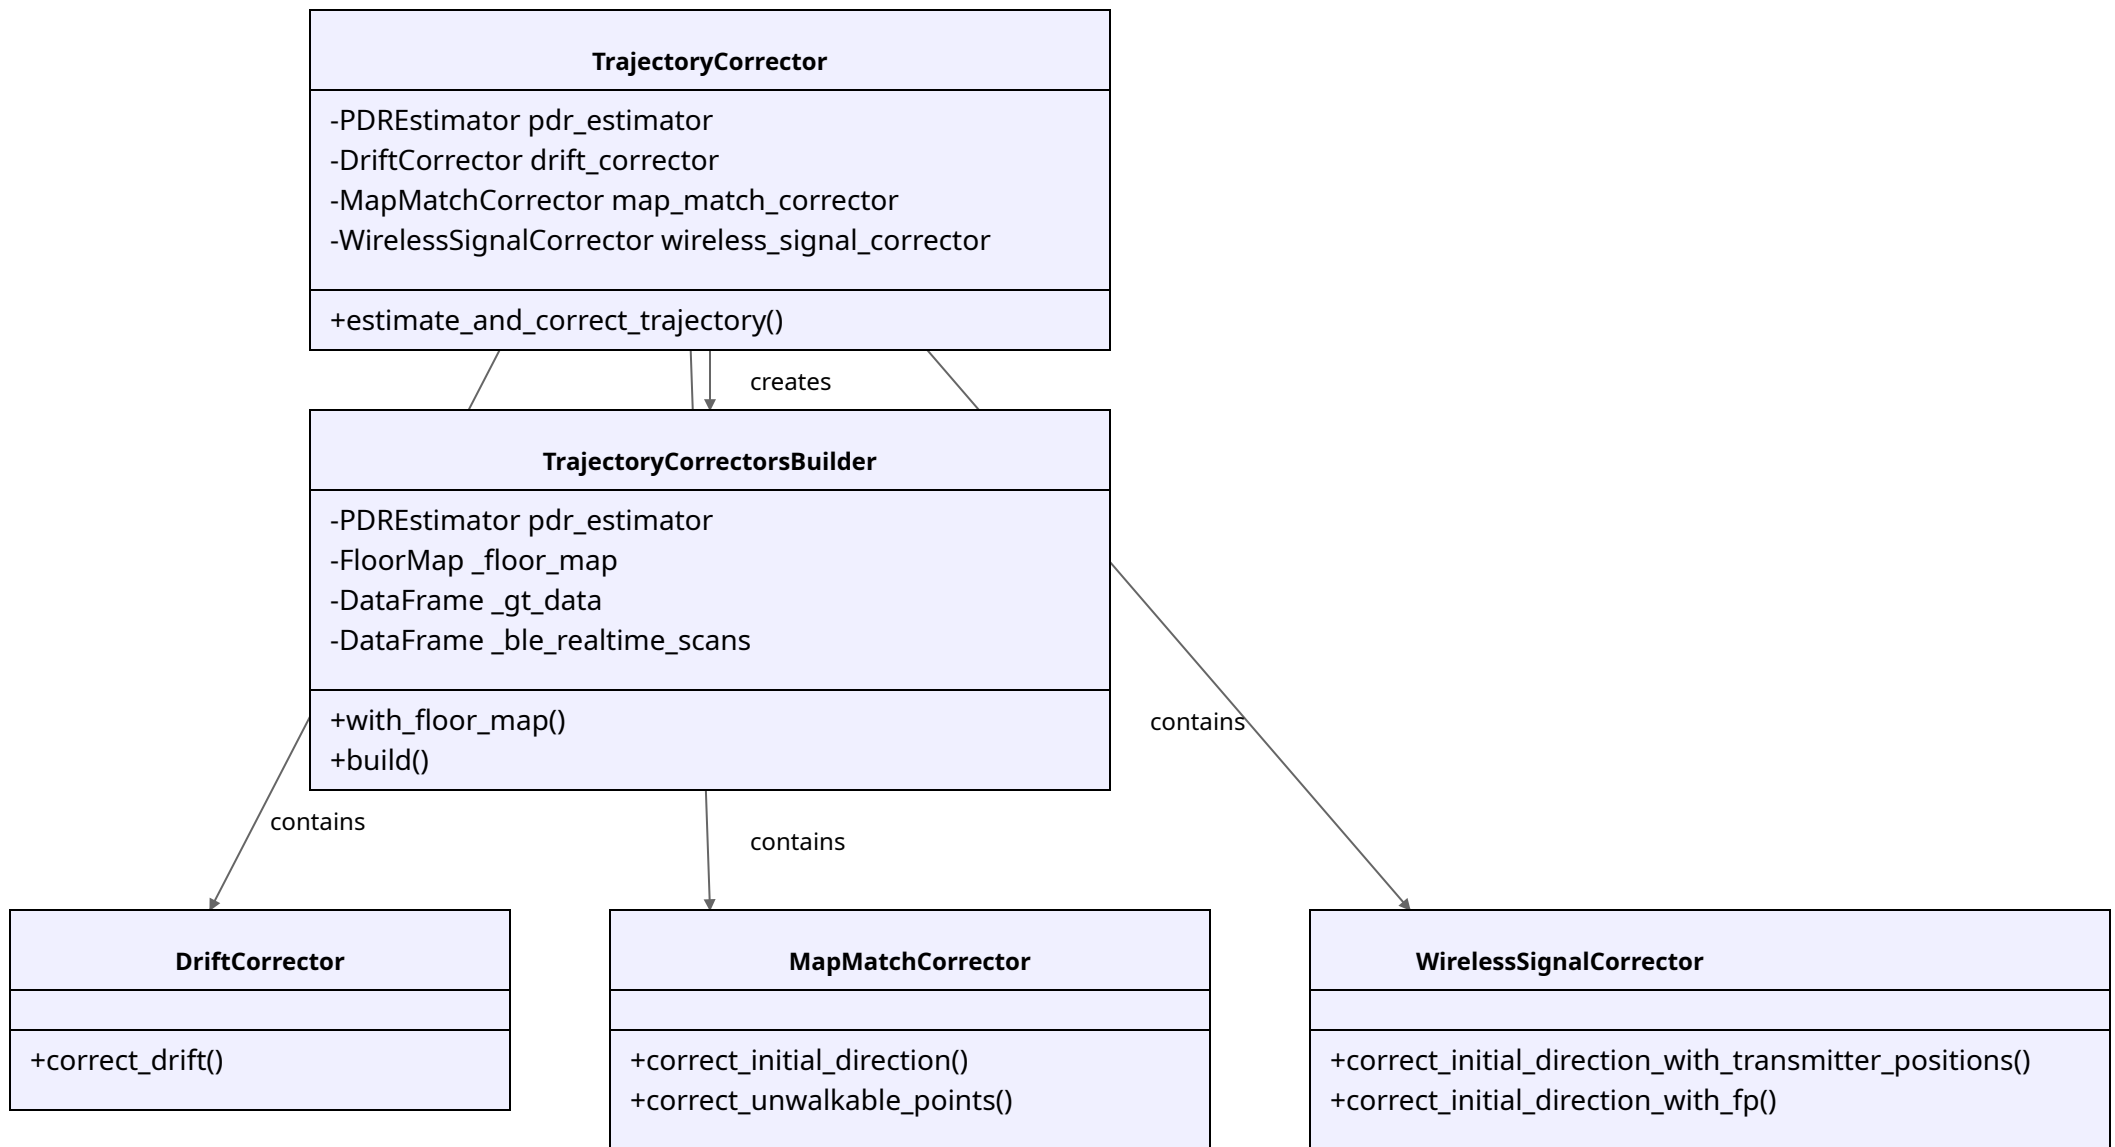 TrajectoryCorrector
-PDREstimator pdr_estimator
-DriftCorrector drift_corrector
-MapMatchCorrector map_match_corrector
-WirelessSignalCorrector wireless_signal_corrector
+estimate_and_correct_trajectory()
creates
TrajectoryCorrectorsBuilder
-PDREstimator pdr_estimator
-FloorMap _floor_map
-DataFrame _gt_data
-DataFrame _ble_realtime_scans
+with_floor_map()
+build()
contains
contains
contains
DriftCorrector
+correct_drift()
MapMatchCorrector
+correct_initial_direction()
+correct_unwalkable_points()
WirelessSignalCorrector
+correct_initial_direction_with_transmitter_positions()
+correct_initial_direction_with_fp()